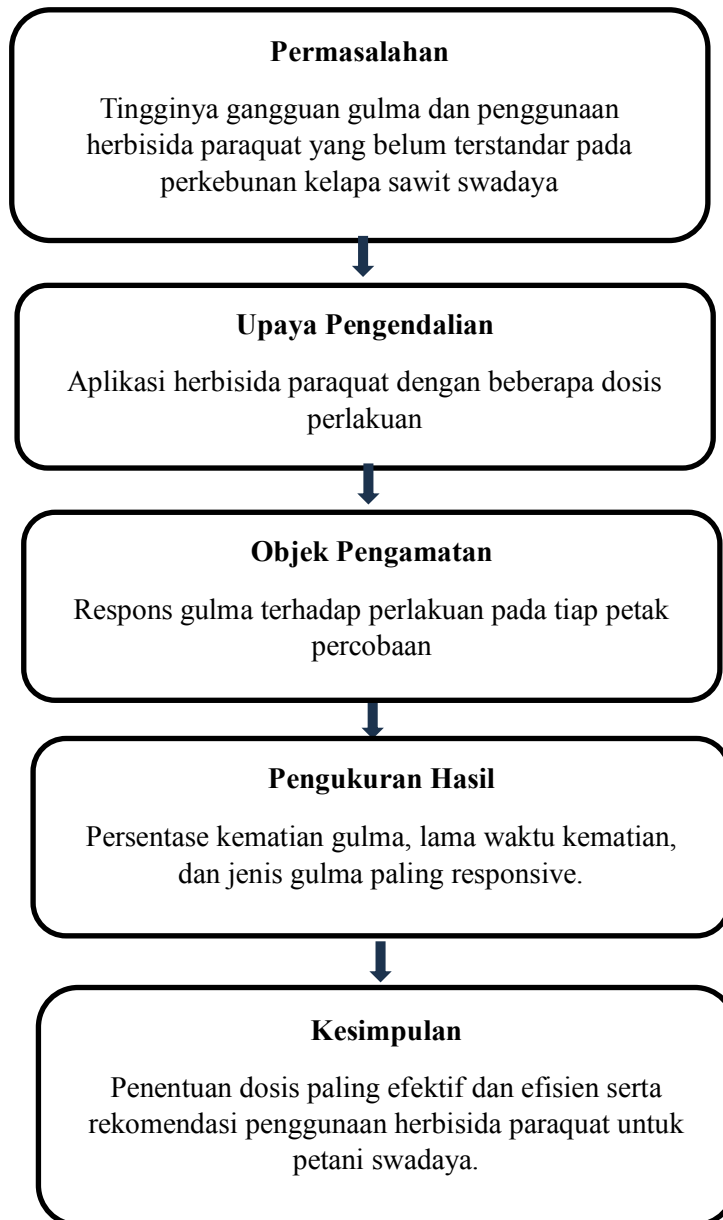 Permasalahan
Tingginya gangguan gulma dan penggunaan
herbisida paraquat yang belum terstandar pada
perkebunan kelapa sawit swadaya
Upaya Pengendalian
Aplikasi herbisida paraquat dengan beberapa dosis
perlakuan
Objek Pengamatan
Respons gulma terhadap perlakuan pada tiap petak
percobaan
Pengukuran Hasil
Persentase kematian gulma, lama waktu kematian,
dan jenis gulma paling responsive.
Kesimpulan
Penentuan dosis paling efektif dan efisien serta
rekomendasi penggunaan herbisida paraquat untuk
petani swadaya.